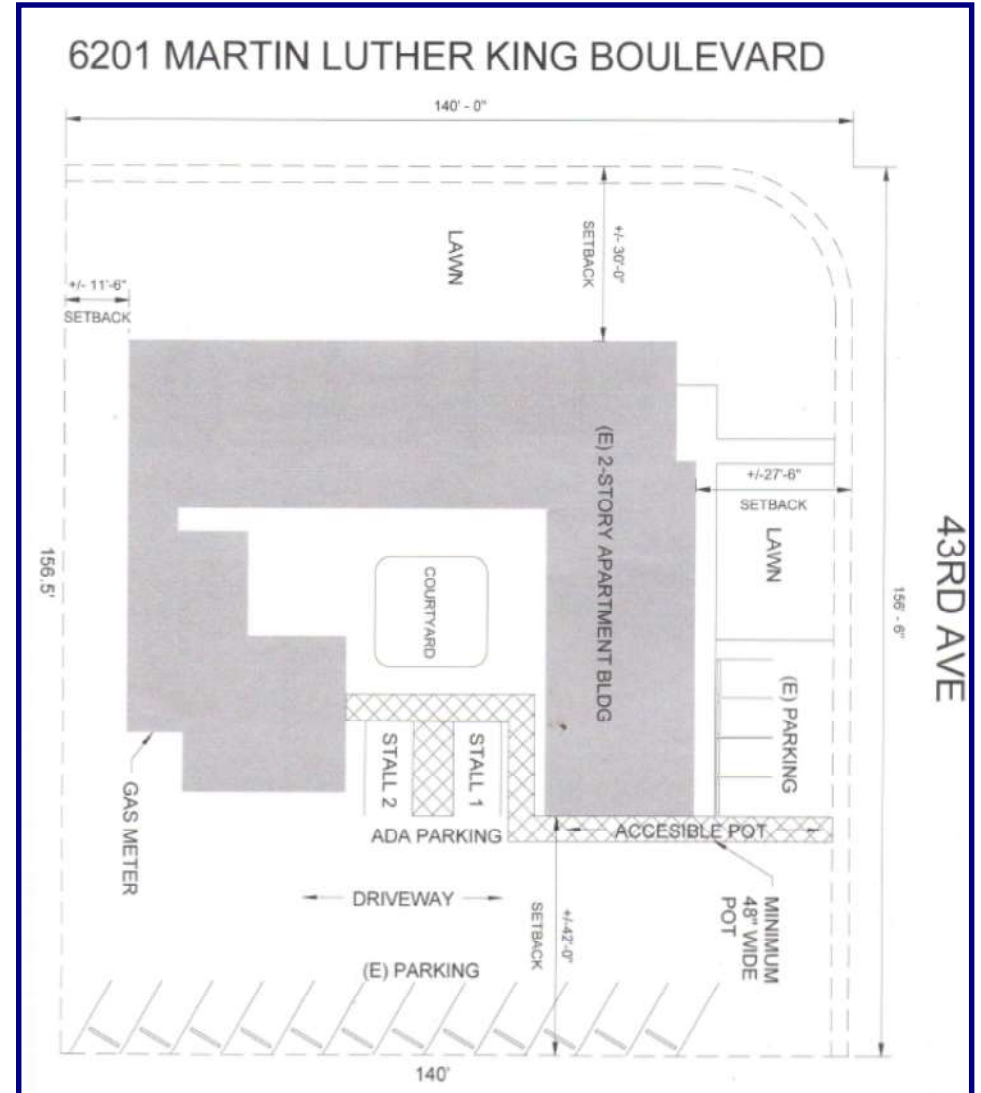 6201 MARTIN LUTHER KING BOULEVARD
140' - 0"
+/- 30'-0"
SETBACK
LAWN
+/- 11'-6"
SETBACK
(E) 2-STORY APARTMENT BLDG
+/-27'-6"
SETBACK
LAWN
43RD AVE
156' - 6"
156.5'
COURTYARD
(E) PARKING
STALL 2
STALL 1
ADA PARKING
ACCESIBLE POT
GAS METER
DRIVEWAY
+/-42'-0"
SETBACK
MINIMUM
48" WIDE
POT
(E) PARKING
140'